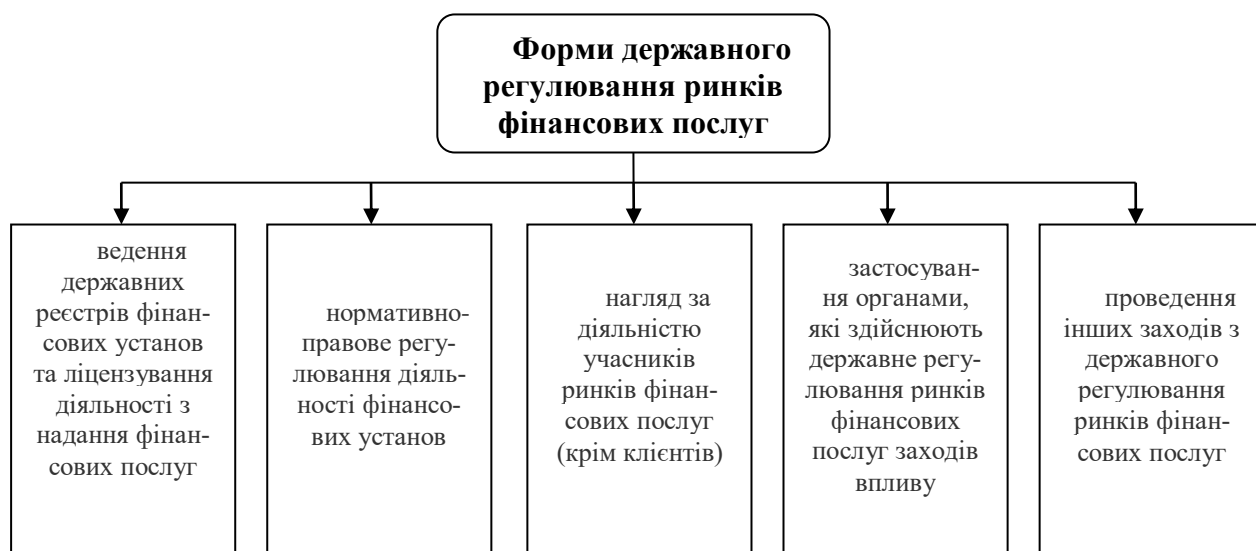 Форми державного
регулювання ринків
фінансових послуг
ведення
державних
реєстрів фінан-
сових установ
та ліцензування
діяльності з
надання фінан-
сових послуг
нормативно-
правове регу-
лювання діяль-
ності фінансо-
вих установ
нагляд за
діяльністю
учасників
ринків фінан-
сових послуг
(крім клієнтів)
застосуван-
ня органами,
які здійснюють
державне регу-
лювання ринків
фінансових
послуг заходів
впливу
проведення
інших заходів з
державного
регулювання
ринків фінан-
сових послуг